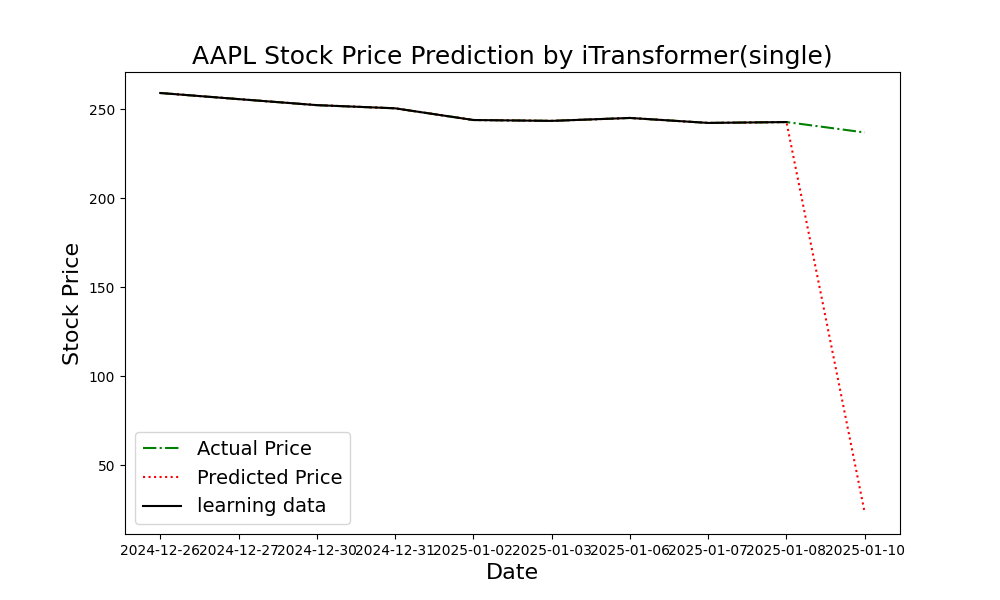 AAPL Stock Price Prediction by iTransformer(single)
250
200
150
100
50
Stock Price
Actual Price
Predicted Price
learning data
2024-12-26 2024-12-27 2024-12-30 2024-12-31 2025-01-02 2025-01-03 2025-01-06 2025-01-07 2025-01-08 2025-01-10
Date